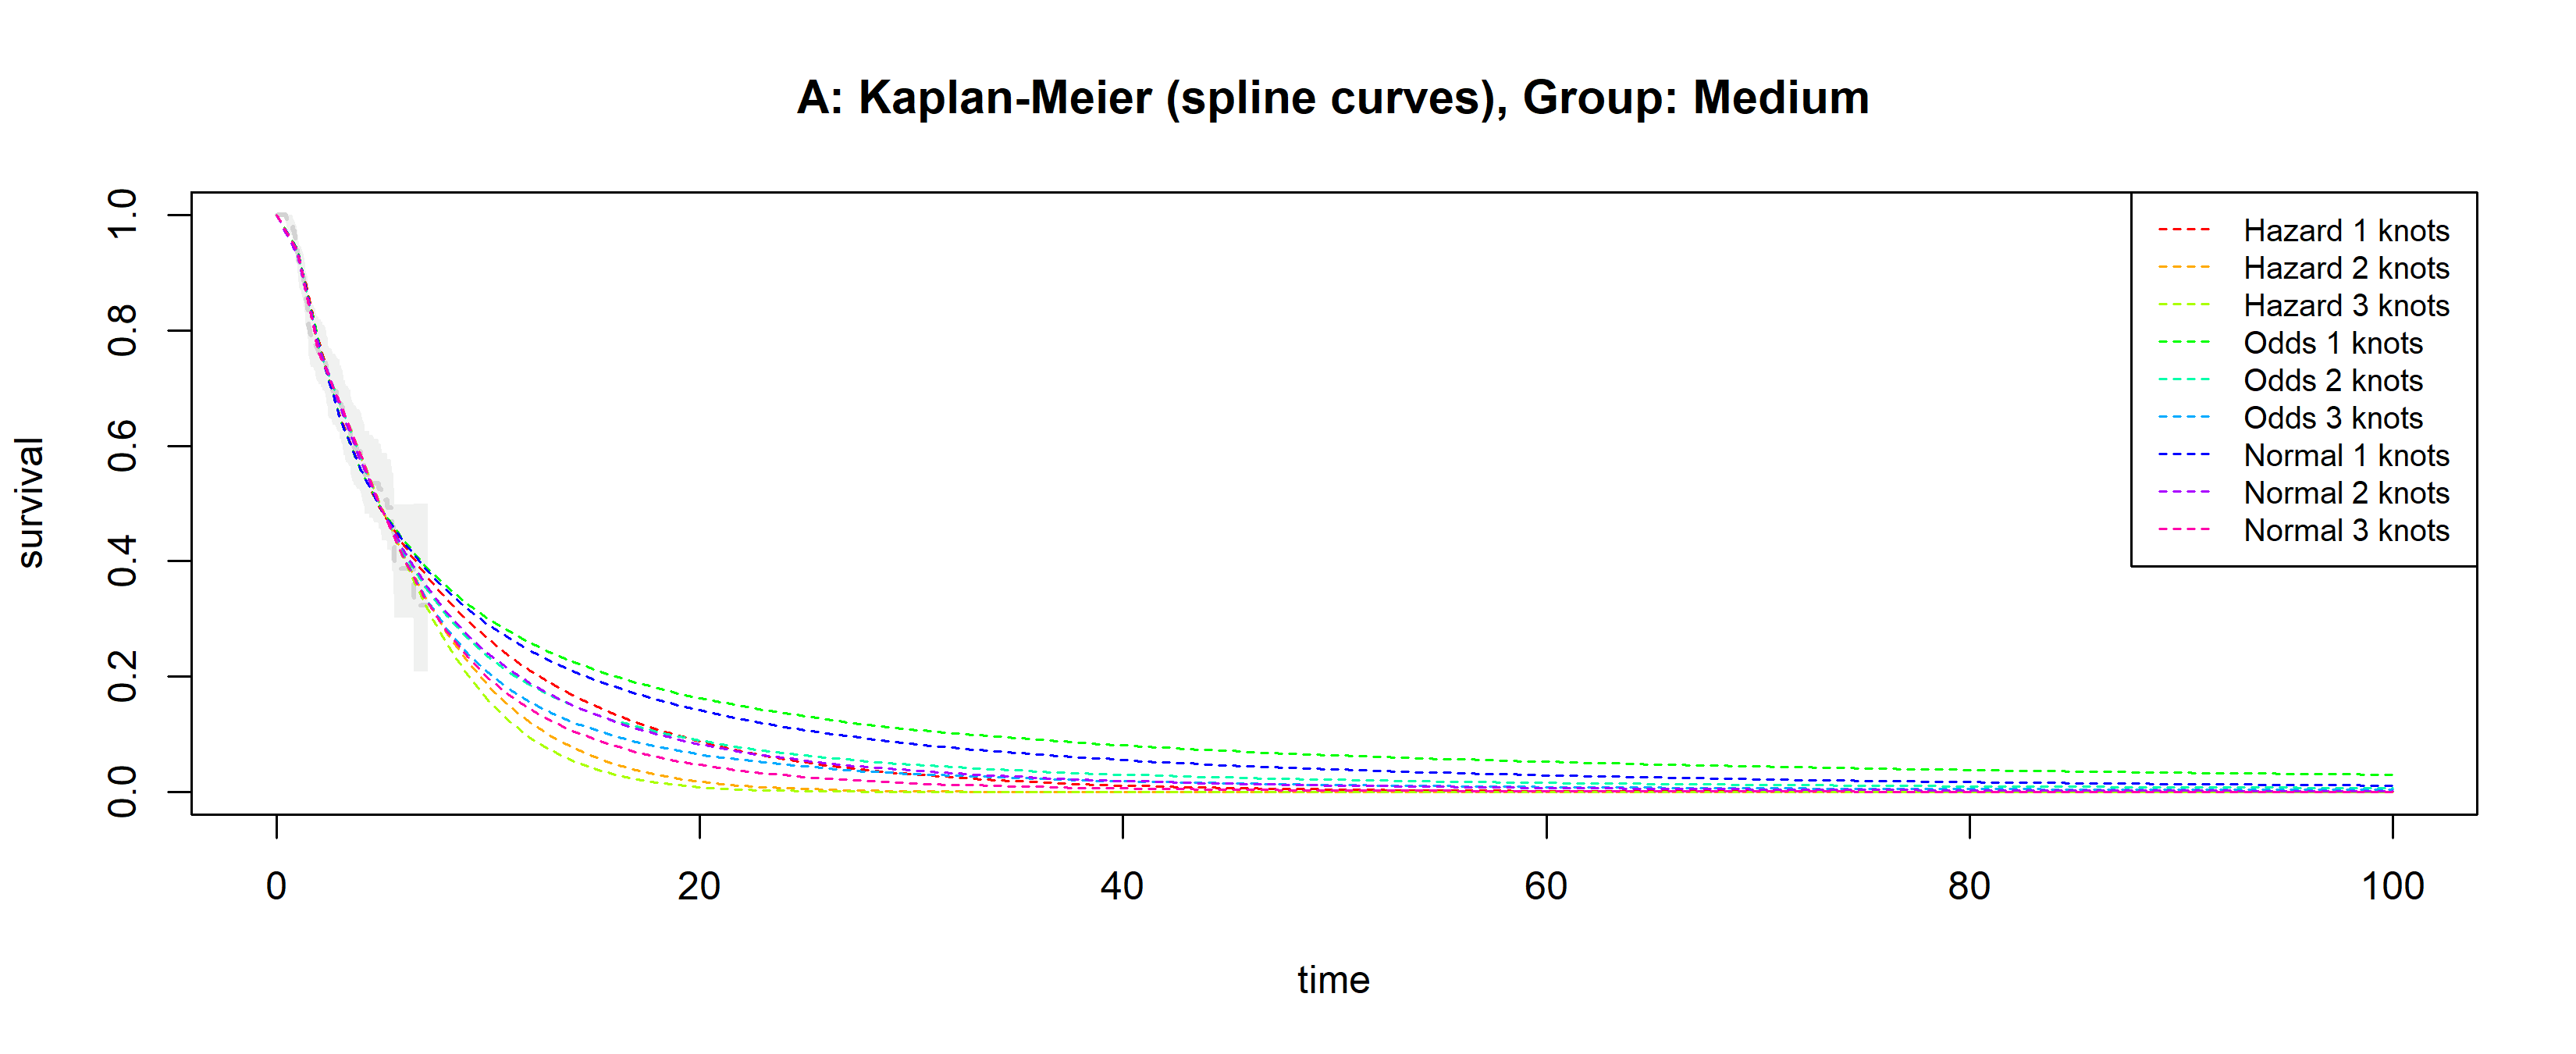 A: Kaplan-Meier (spline curves), Group: Medium
survival
1.0
0.8
0.6
0.4
0.2
0.0
Hazard 1 knots
Hazard 2 knots
Hazard 3 knots
Odds 1 knots
Odds 2 knots
Odds 3 knots
Normal 1 knots
Normal 2 knots
Normal 3 knots
0 20 40 60 80 100
time